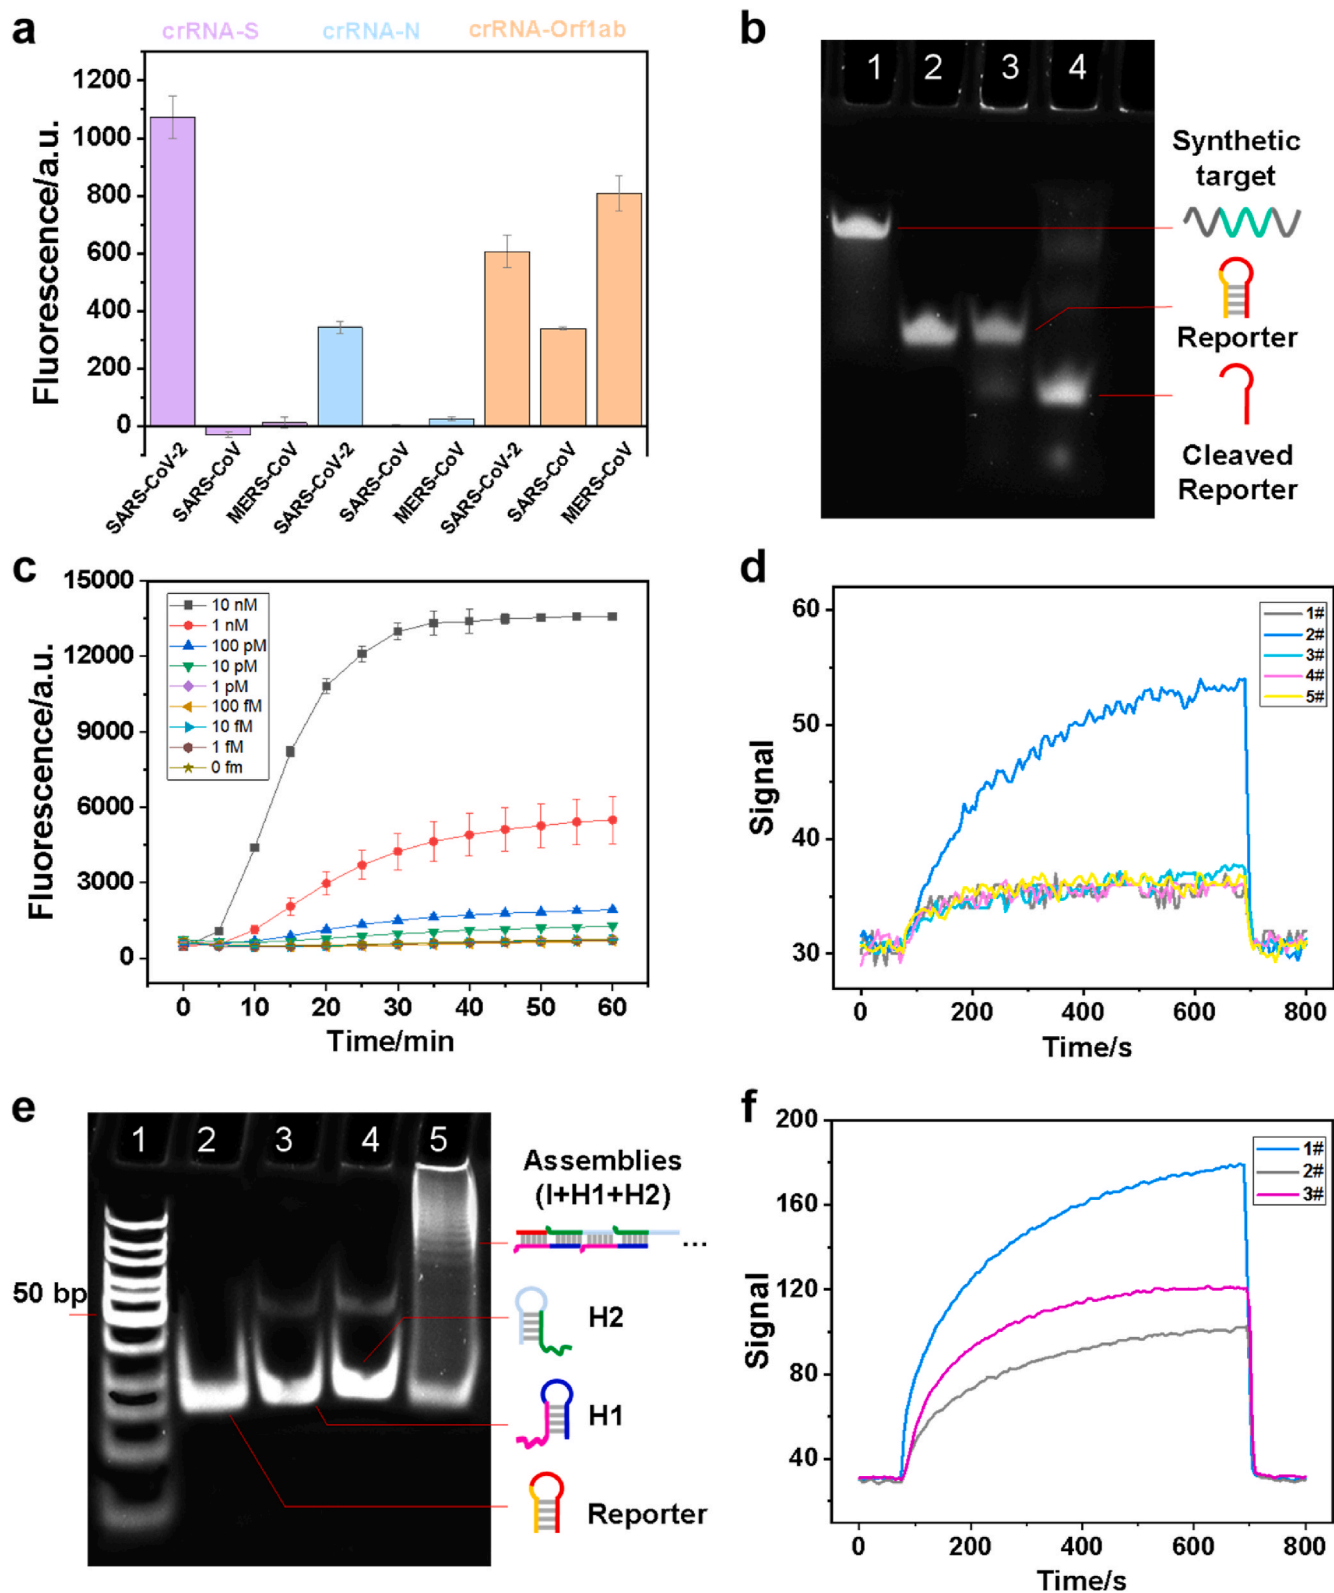 a
crRNA-S crRNA-N crRNA-Orf1ab
Fluorescence/a.u.
1200
1000
800
600
400
200
0
SARS-CoV-2
SARS-CoV
MERS-CoV
SARS-CoV-2
SARS-CoV
MERS-CoV
SARS-CoV-2
SARS-CoV
MERS-CoV
b
1 2 3 4
Synthetic
target
Reporter
Cleaved
Reporter
c
Fluorescence/a.u.
15000
12000
9000
6000
3000
0
10 nM
1 nM
100 pM
10 pM
1 pM
100 fM
10 fM
1 fM
0 fm
0 10 20 30 40 50 60
Time/min
d
Signal
60
50
40
30
1#
2#
3#
4#
5#
0 200 400 600 800
Time/s
e
1 2 3 4 5
50 bp
Assemblies
(I+H1+H2)
...
H2
H1
Reporter
f
Signal
200
160
120
80
40
1#
2#
3#
0 200 400 600 800
Time/s